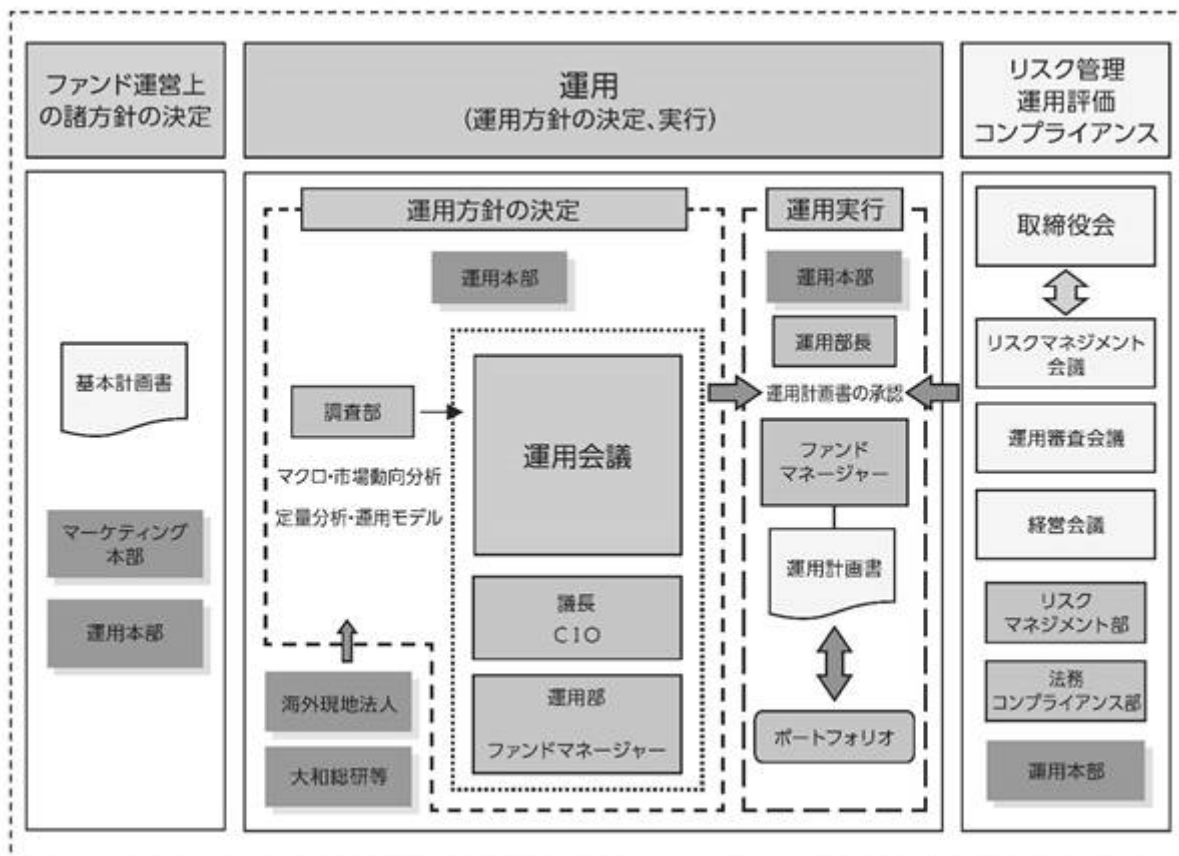 ファンド運営上
の諸方針の決定
運用
(運用方針の決定、実行)
リスク管理
運用評価
コンプライアンス
基本計画書
マーケティング
本部
運用本部
運用方針の決定
運用本部
調査部
マクロ・市場動向分析
定量分析・運用モデル
海外現地法人
大和総研等
運用会議
議長
CIO
運用部
ファンドマネージャー
運用実行
運用本部
運用部長
運用計画書の承認
ファンド
マネージャー
運用計画書
ポートフォリオ
取締役会
リスクマネジメント
会議
運用審査会議
経営会議
リスク
マネジメント部
法務
コンプライアンス部
運用本部